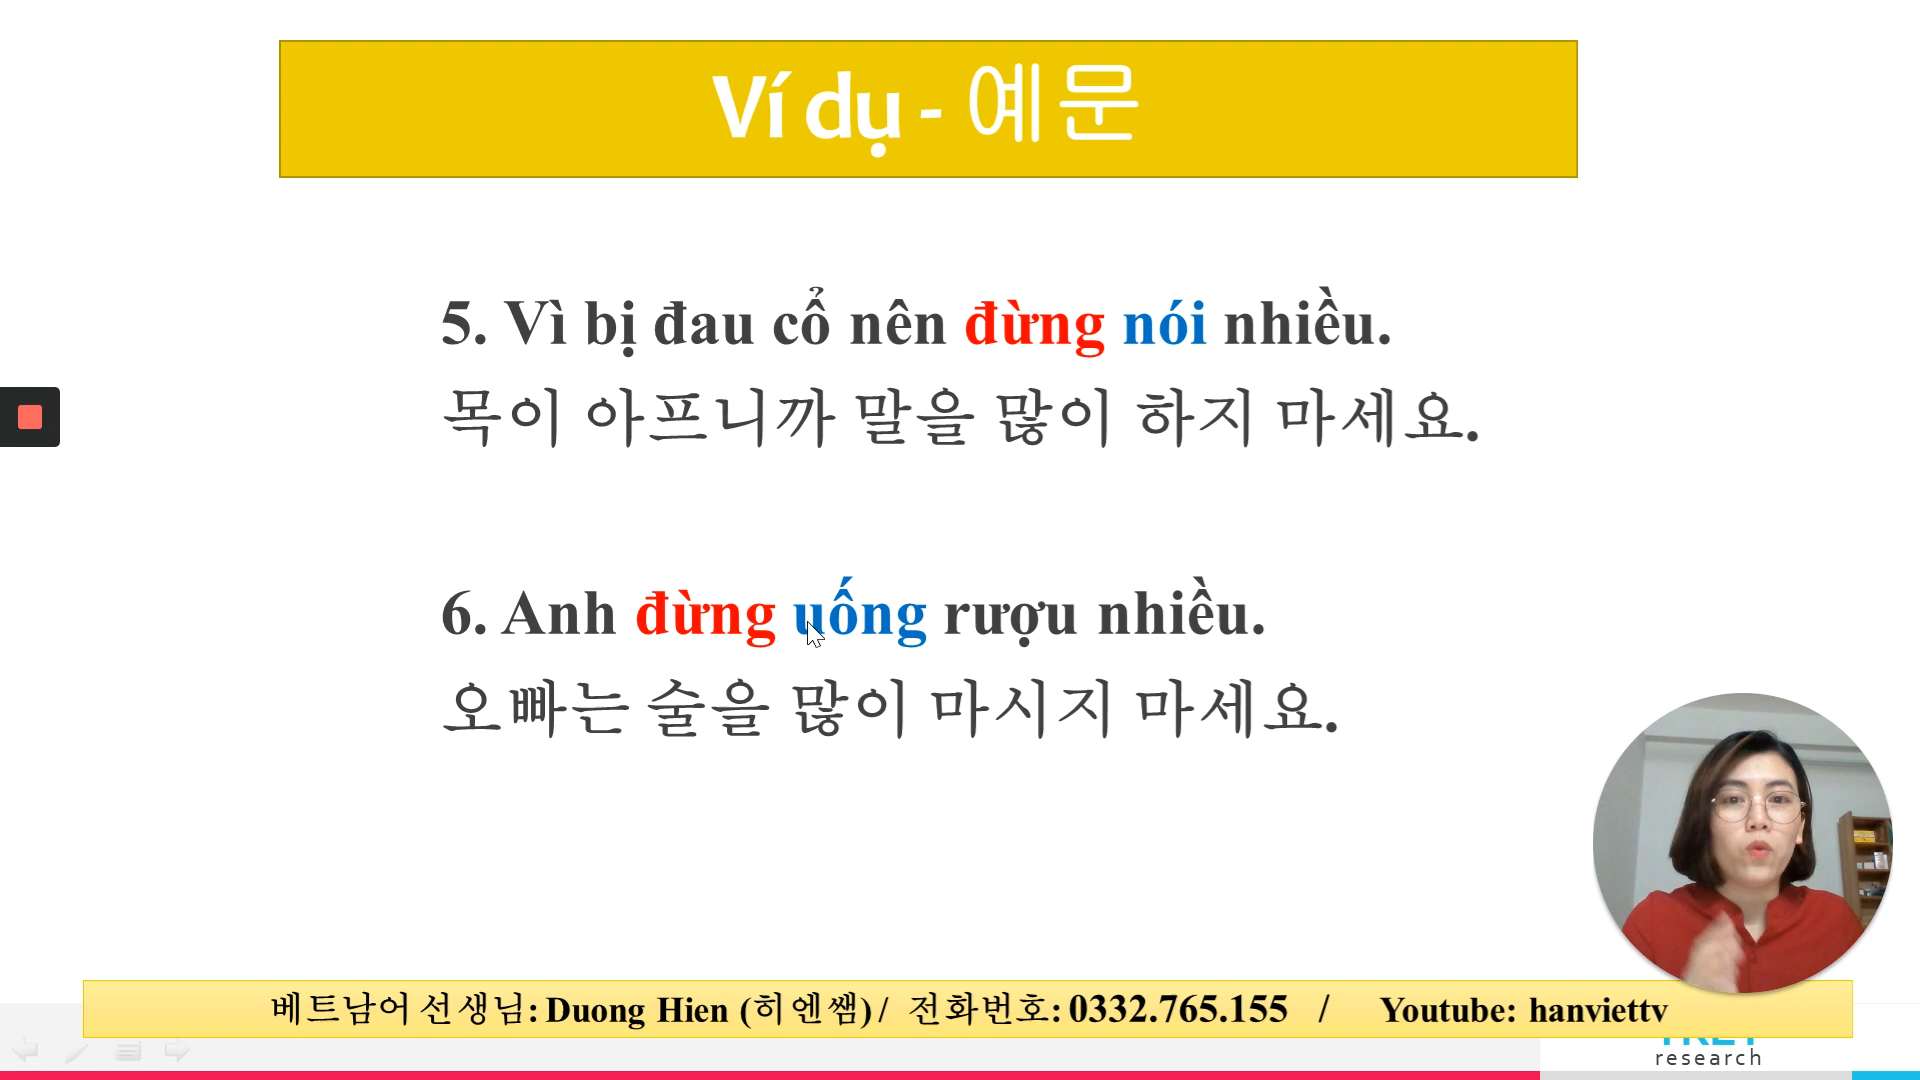 Ví dụ - 예문
5. Vì bị đau cổ nên đừng nói nhiều.
목이 아프니까 말을 많이 하지 마세요.
6. Anh đừng uống rượu nhiều.
오빠는 술을 많이 마시지 마세요.
베트남어 선생님: Duong Hien (히엔쌤) / 전화번호: 0332.765.155 / Youtube: hanviettv
research